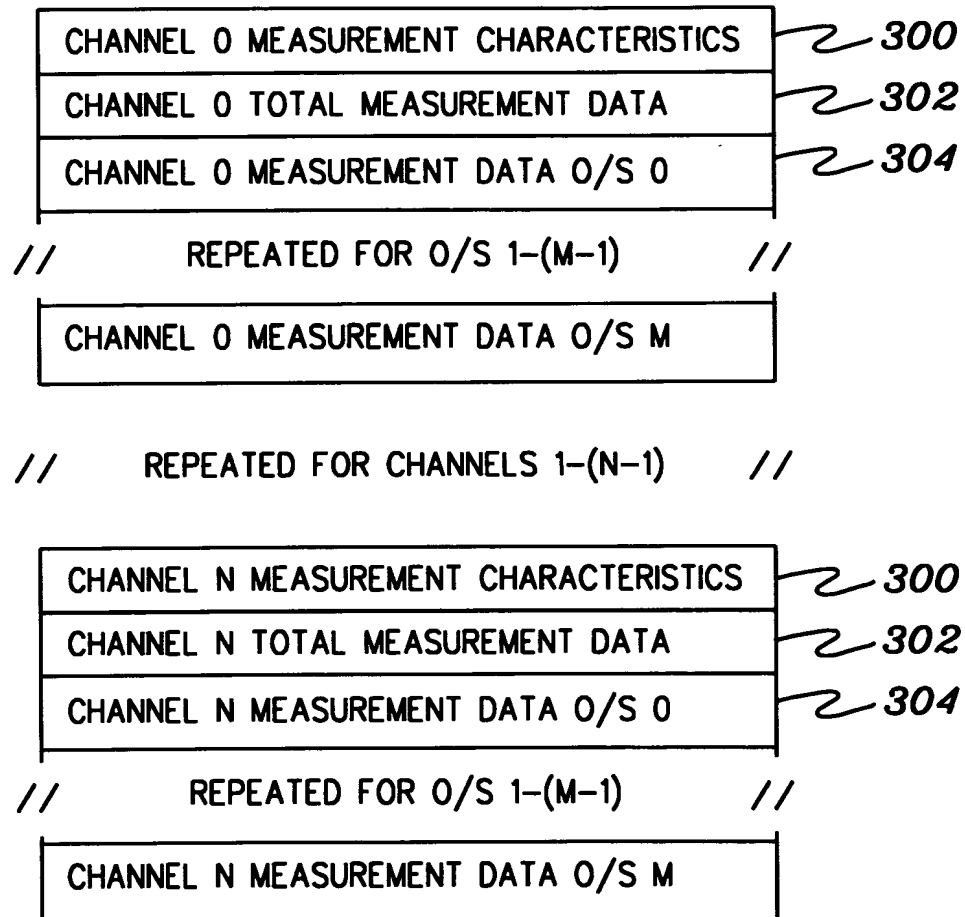 CHANNEL 0 MEASUREMENT CHARACTERISTICS 300
CHANNEL 0 TOTAL MEASUREMENT DATA 302
CHANNEL 0 MEASUREMENT DATA O/S 0 304
// REPEATED FOR O/S 1-(M-1) //
CHANNEL 0 MEASUREMENT DATA O/S M
// REPEATED FOR CHANNELS 1-(N-1) //
CHANNEL N MEASUREMENT CHARACTERISTICS 300
CHANNEL N TOTAL MEASUREMENT DATA 302
CHANNEL N MEASUREMENT DATA O/S 0 304
// REPEATED FOR O/S 1-(M-1) //
CHANNEL N MEASUREMENT DATA O/S M